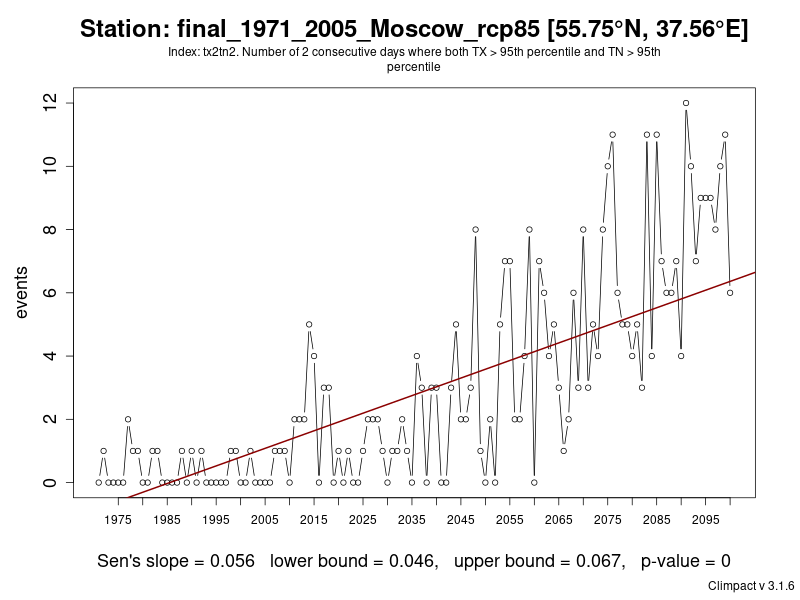 Station: final_1971_2005_Moscow_rcp85 [55.75°N, 37.56°E]
Index: tx2tn2. Number of 2 consecutive days where both TX > 95th percentile and TN > 95th
percentile
12
10
8
6
4
2
0
events
1975 1985 1995 2005 2015 2025 2035 2045 2055 2065 2075 2085 2095
Sen's slope = 0.056 lower bound = 0.046, upper bound = 0.067, p-value = 0
Climpact v 3.1.6